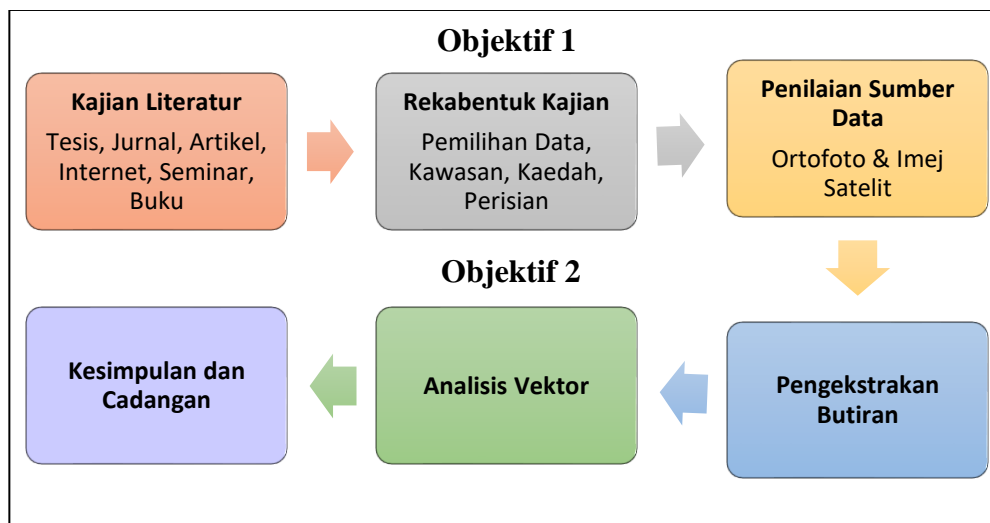 Objektif 1
Kajian Literatur
Tesis, Jurnal, Artikel,
Internet, Seminar,
Buku
Rekabentuk Kajian
Pemilihan Data,
Kawasan, Kaedah,
Perisian
Penilaian Sumber
Data
Ortofoto & Imej
Satelit
Objektif 2
Pengekstrakan
Butiran
Analisis Vektor
Kesimpulan dan
Cadangan